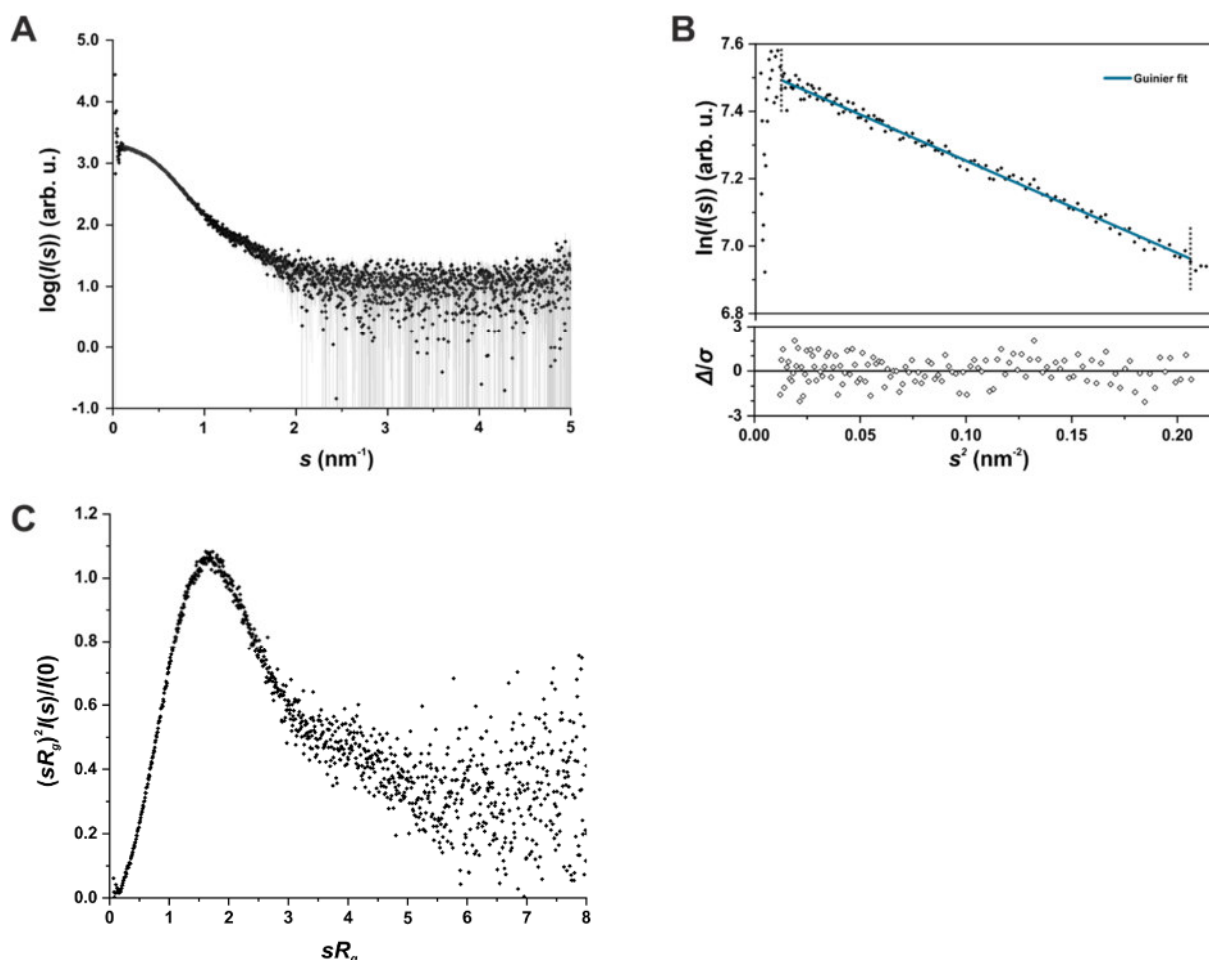 A
log(I(s)) (arb. u.)
5.0
4.0
3.0
2.0
1.0
0.0
-1.0
0 1 2 3 4 5
s (nm⁻¹)
B
ln(I(s)) (arb. u.)
7.6
7.4
7.2
7.0
6.8
Guinier fit
Δ/σ
3
0
-3
0.00 0.05 0.10 0.15 0.20
s² (nm⁻²)
C
(sR_g)²I(s)/I(0)
1.2
1.0
0.8
0.6
0.4
0.2
0.0
0 1 2 3 4 5 6 7 8
sR_g